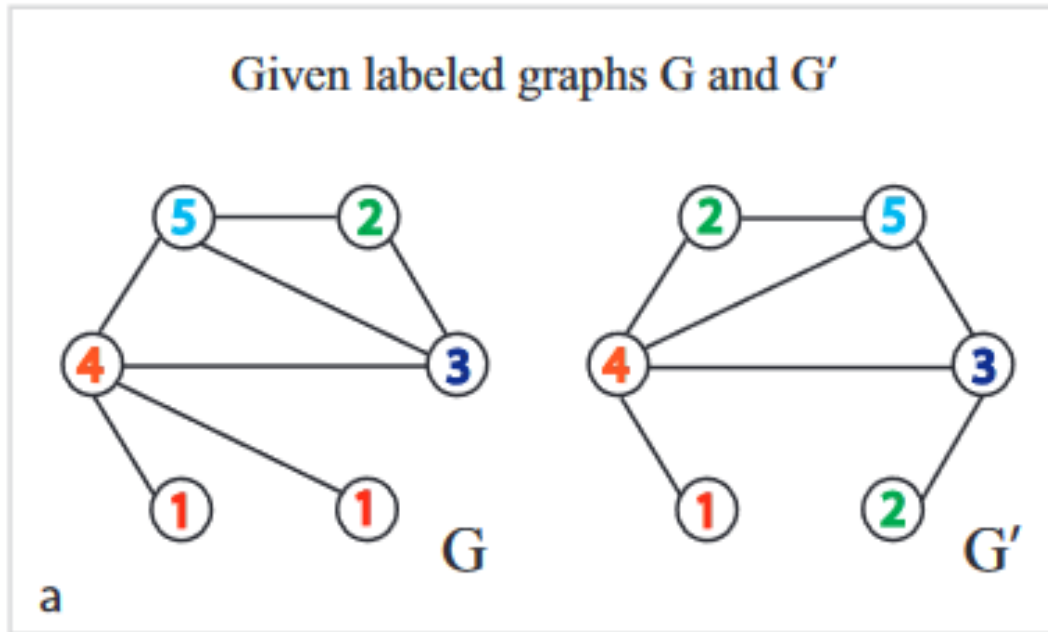 Given labeled graphs G and G′
5 2 2 5
4 3 4 3
1 1 1 2
G G′
a